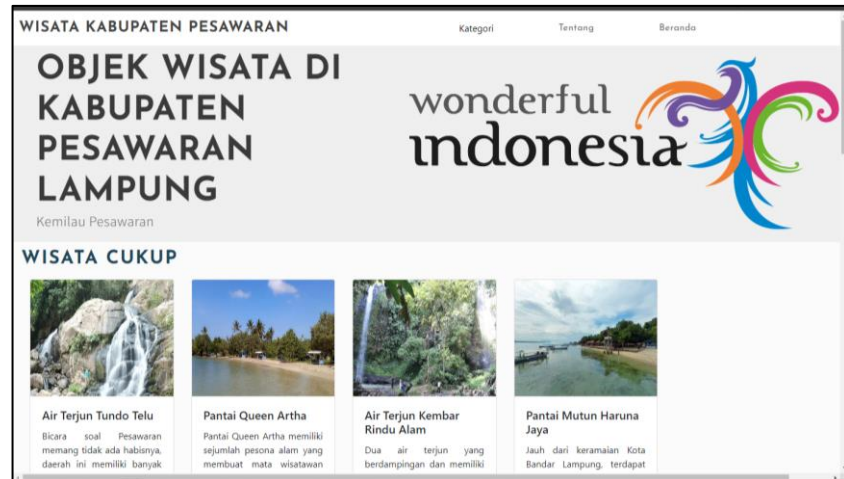 WISATA KABUPATEN PESAWARAN
Kategori
Tentang
Beranda
OBJEK WISATA DI
KABUPATEN
PESAWARAN
LAMPUNG
Kemilau Pesawaran
wonderful
indonesia
WISATA CUKUP
Air Terjun Tundo Telu
Bicara soal Pesawaran
memang tidak ada habisnya,
daerah ini memiliki banyak
Pantai Queen Artha
Pantai Queen Artha memiliki
sejumlah pesona alam yang
membuat mata wisatawan
Air Terjun Kembar
Rindu Alam
Dua air terjun yang
berdampingan dan memiliki
Pantai Mutun Haruna
Jaya
Jauh dari keramaian Kota
Bandar Lampung, terdapat